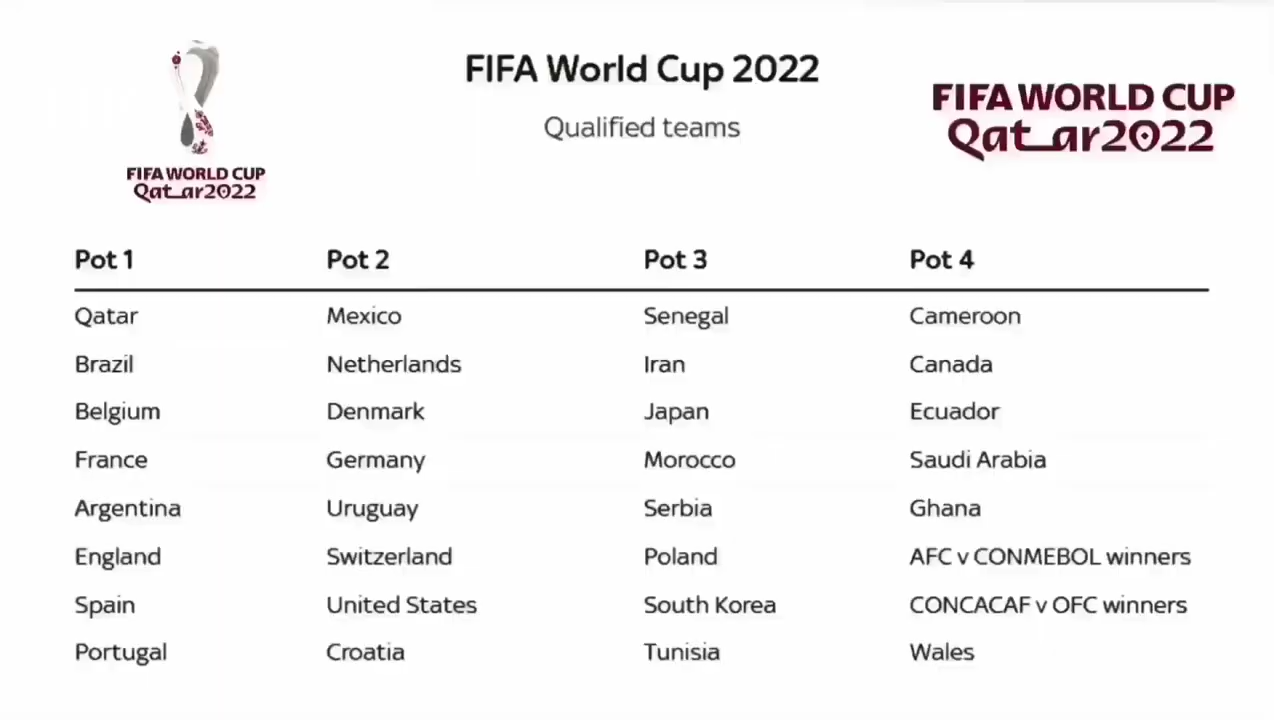 FIFA World Cup 2022
Qualified teams
FIFA WORLD CUP
Qatar2022
FIFA WORLD CUP
Qatar2022
Pot 1 Pot 2 Pot 3 Pot 4
Qatar Mexico Senegal Cameroon
Brazil Netherlands Iran Canada
Belgium Denmark Japan Ecuador
France Germany Morocco Saudi Arabia
Argentina Uruguay Serbia Ghana
England Switzerland Poland AFC v CONMEBOL winners
Spain United States South Korea CONCACAF v OFC winners
Portugal Croatia Tunisia Wales